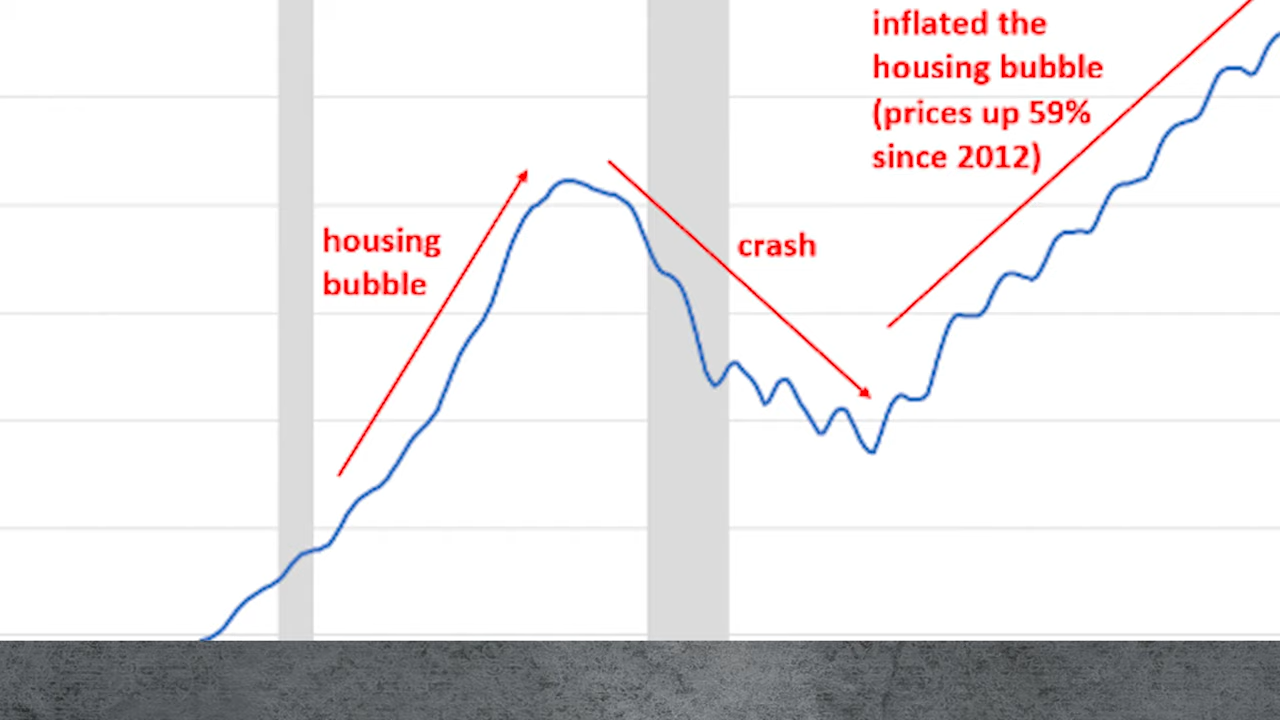 inflated the
housing bubble
(prices up 59%
since 2012)
housing
bubble
crash